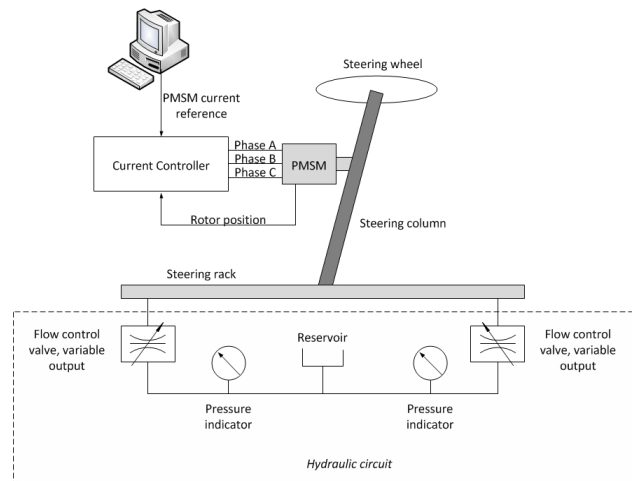 Steering wheel
PMSM current
reference
Phase A
Phase B
Phase C
Current Controller
PMSM
Rotor position
Steering column
Steering rack
Flow control
valve, variable
output
Reservoir
Flow control
valve, variable
output
Pressure
indicator
Pressure
indicator
Hydraulic circuit